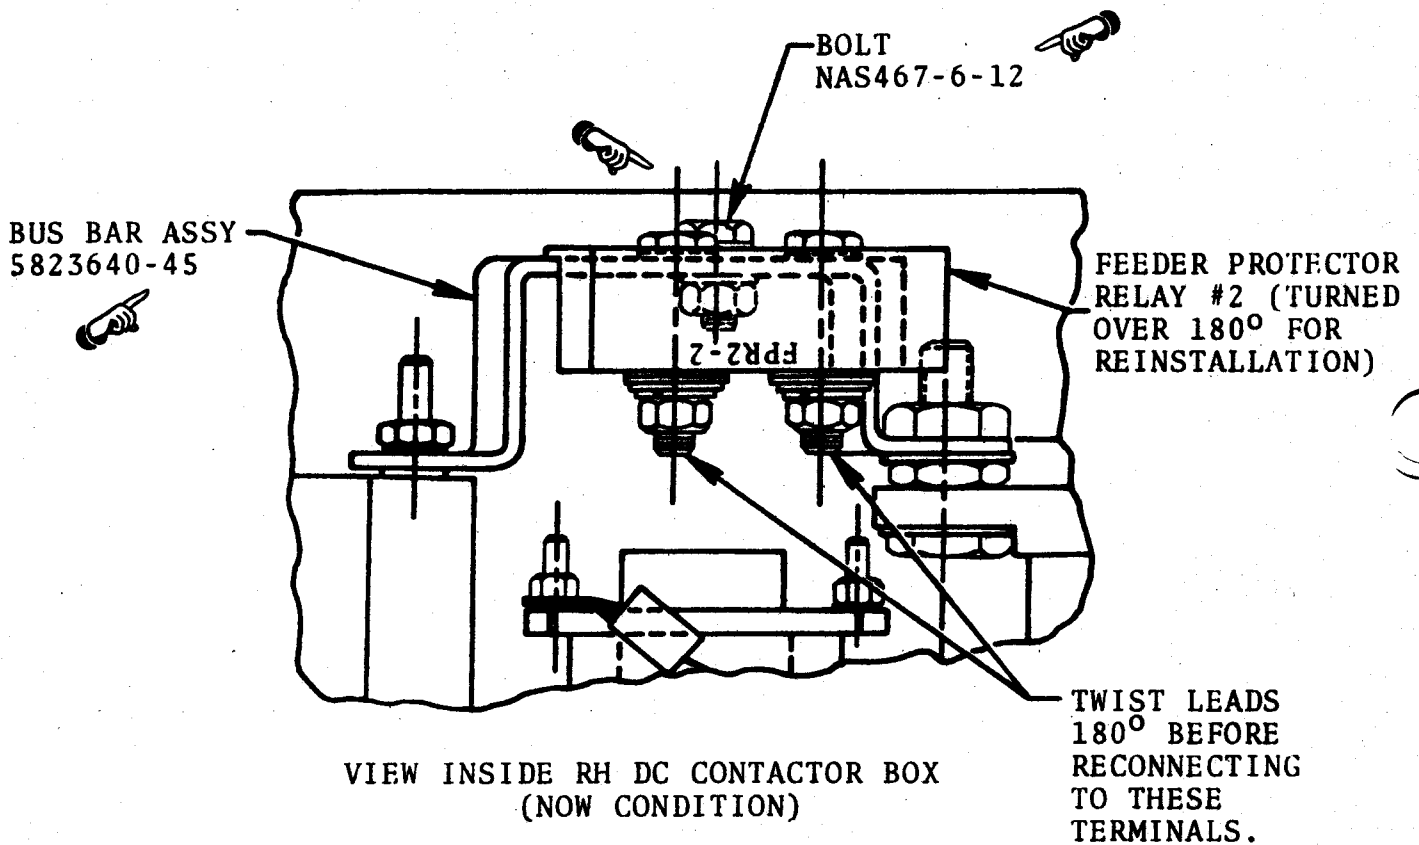 BOLT
NAS467-6-12
BUS BAR ASSY
5823640-45
FEEDER PROTECTOR
RELAY #2 (TURNED
OVER 180° FOR
REINSTALLATION)
FPR2-2
TWIST LEADS
180° BEFORE
RECONNECTING
TO THESE
TERMINALS.
VIEW INSIDE RH DC CONTACTOR BOX
(NOW CONDITION)